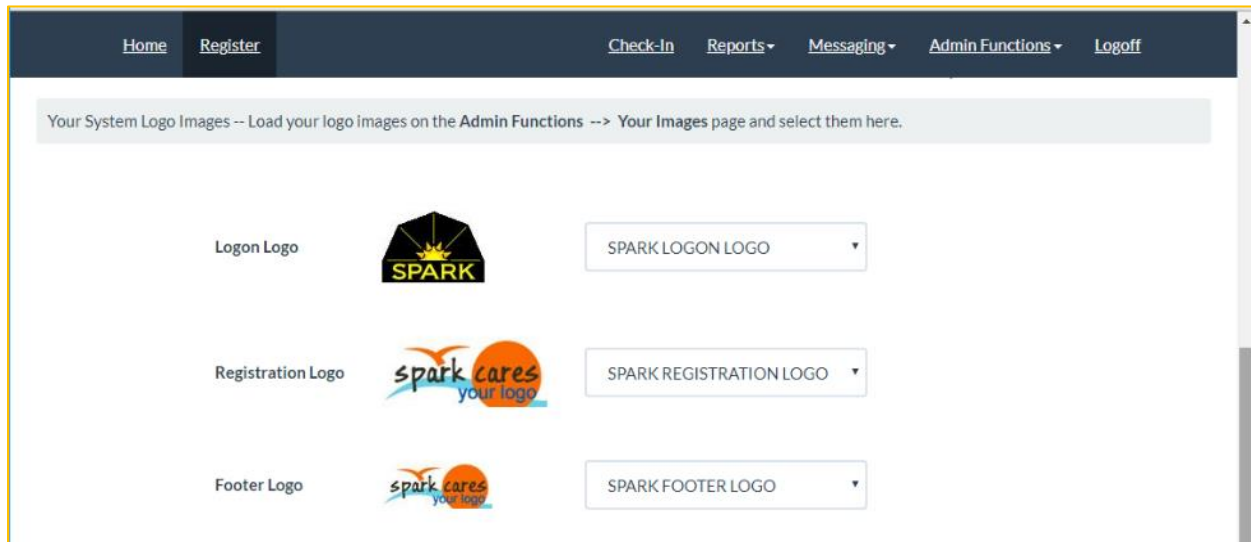 Home Register Check-In Reports Messaging Admin Functions Logoff
Your System Logo Images -- Load your logo images on the Admin Functions --> Your Images page and select them here.
Logon Logo SPARK SPARK LOGON LOGO
Registration Logo spark cares your logo SPARK REGISTRATION LOGO
Footer Logo spark cares your logo SPARK FOOTER LOGO